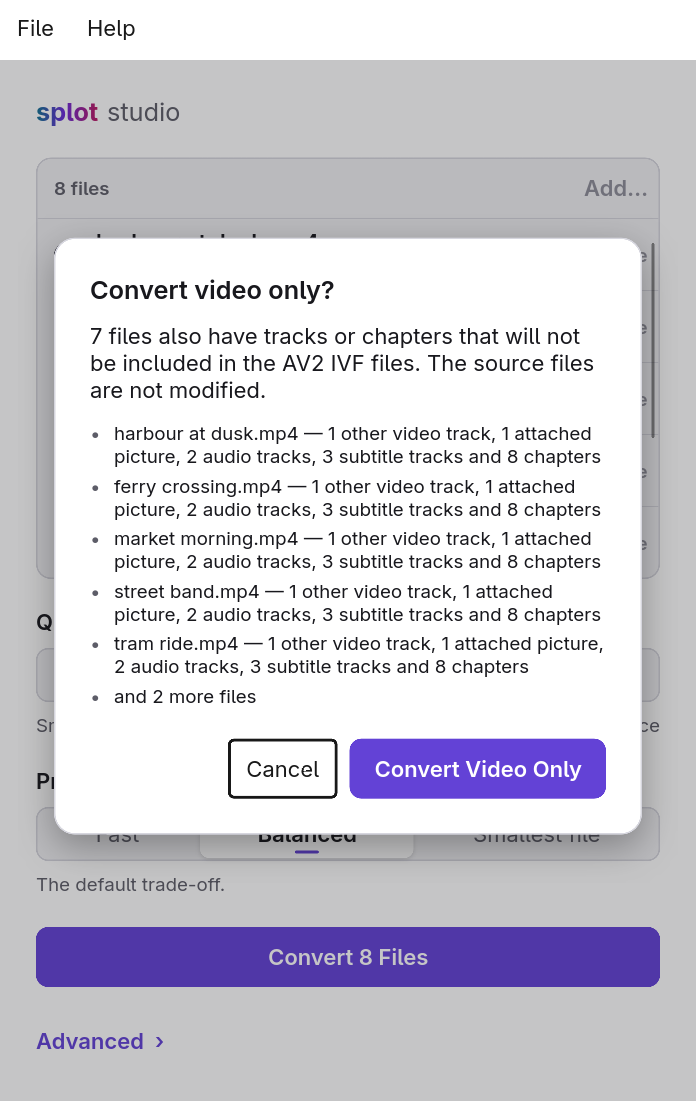 File Help
splot studio
8 files Add...
Convert video only?
7 files also have tracks or chapters that will not
be included in the AV2 IVF files. The source files
are not modified.
• harbour at dusk.mp4 — 1 other video track, 1 attached
picture, 2 audio tracks, 3 subtitle tracks and 8 chapters
• ferry crossing.mp4 — 1 other video track, 1 attached
picture, 2 audio tracks, 3 subtitle tracks and 8 chapters
• market morning.mp4 — 1 other video track, 1 attached
picture, 2 audio tracks, 3 subtitle tracks and 8 chapters
• street band.mp4 — 1 other video track, 1 attached
picture, 2 audio tracks, 3 subtitle tracks and 8 chapters
• tram ride.mp4 — 1 other video track, 1 attached picture,
2 audio tracks, 3 subtitle tracks and 8 chapters
• and 2 more files
Cancel Convert Video Only
Fast Balanced Smallest file
The default trade-off.
Convert 8 Files
Advanced ›